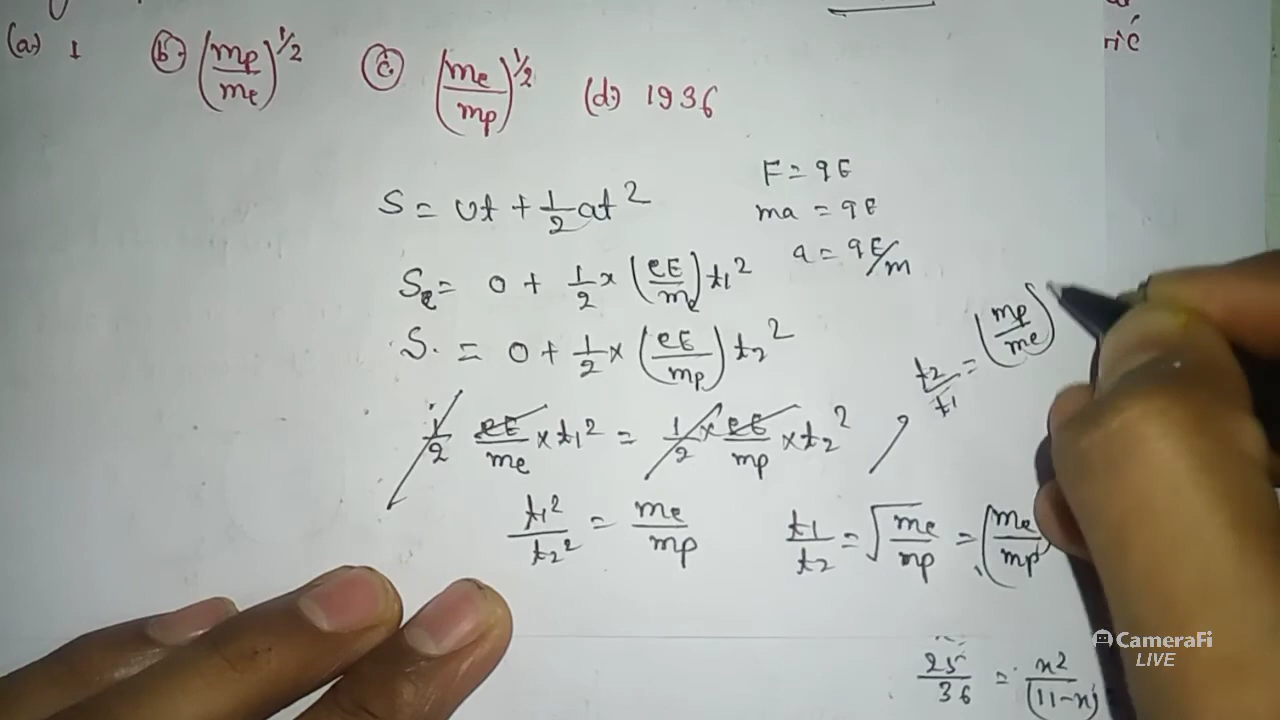 (a) 1 (b) (mp/me)^1/2 (c) (me/mp)^1/2 (d) 1936
ric
S = ut + 1/2 at^2
F = qE
ma = qE
a = qE/m
Se = 0 + 1/2 × (eE/me) t1^2
S = 0 + 1/2 × (eE/mp) t2^2
t2/t1 = (mp/me)
1/2 eE/me × t1^2 = 1/2 × eE/mp × t2^2
t1^2/t2^2 = me/mp
t1/t2 = √me/mp = (me/mp)
25/36 = x^2/(11-x)
CameraFi
LIVE